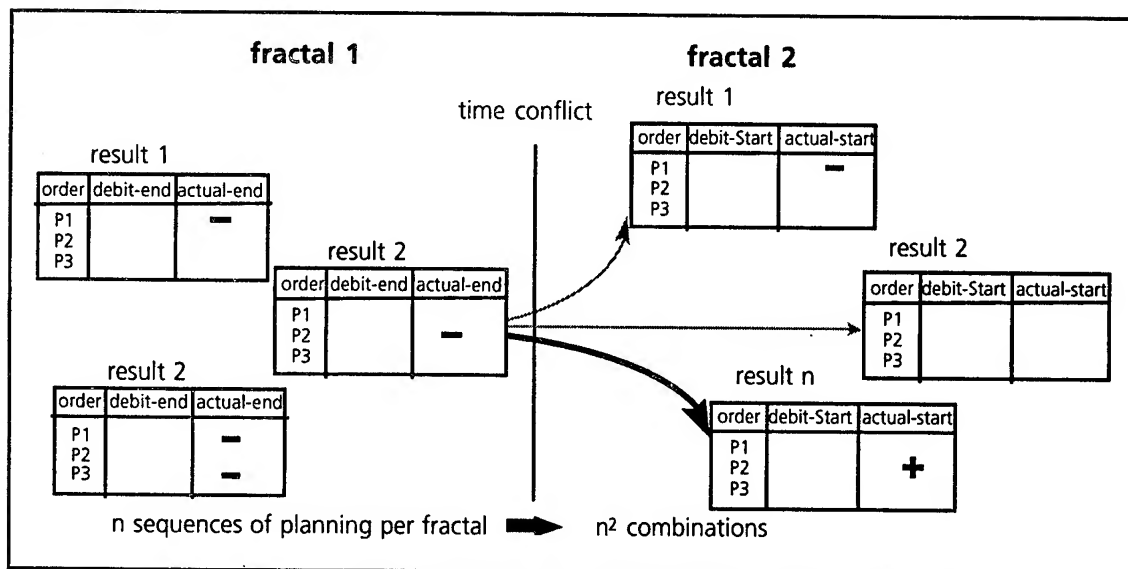 fractal 1
fractal 2
time conflict
result 1
order debit-Start actual-start
P1 −
P2
P3
result 1
order debit-end actual-end
P1 −
P2
P3
result 2
order debit-end actual-end
P1
P2 −
P3
result 2
order debit-Start actual-start
P1
P2
P3
result 2
order debit-end actual-end
P1 −
P2
P3 −
result n
order debit-Start actual-start
P1
P2 +
P3
n sequences of planning per fractal n² combinations